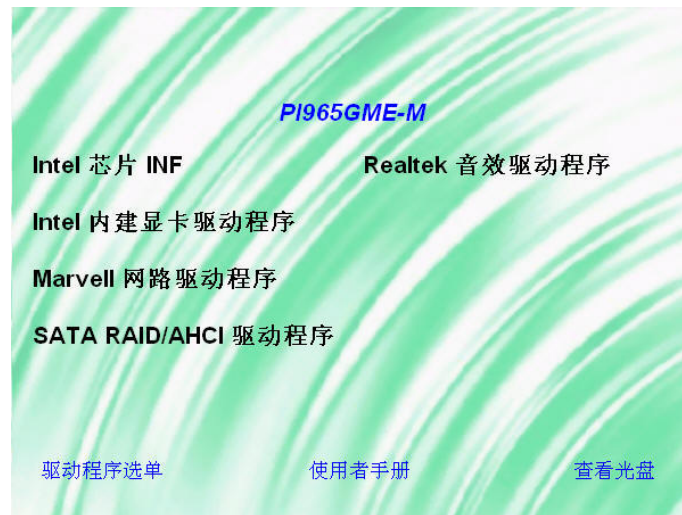 PI965GME-M
Intel 芯片 INF
Realtek 音效驱动程序
Intel 内建显卡驱动程序
Marvell 网路驱动程序
SATA RAID/AHCI 驱动程序
驱动程序选单
使用者手册
查看光盘